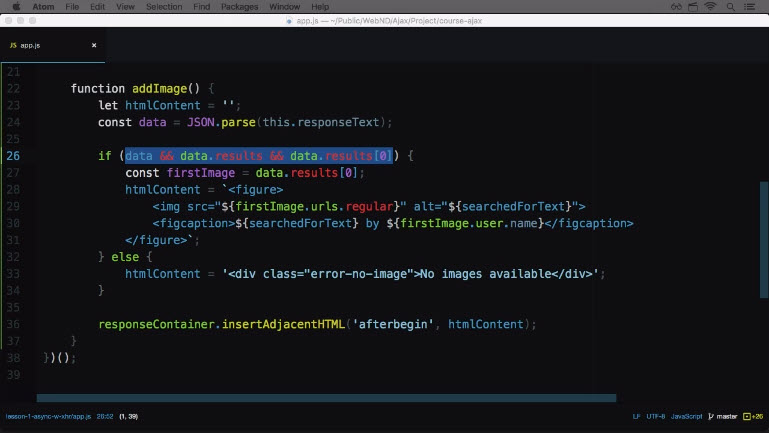 Atom File Edit View Selection Find Packages Window Help
app.js — ~/Public/WebND/Ajax/Project/course-ajax
JS app.js ×
21
22 function addImage() {
23 let htmlContent = '';
24 const data = JSON.parse(this.responseText);
25
26 if (data && data.results && data.results[0]) {
27 const firstImage = data.results[0];
28 htmlContent = `<figure>
29 <img src="${firstImage.urls.regular}" alt="${searchedForText}">
30 <figcaption>${searchedForText} by ${firstImage.user.name}</figcaption>
31 </figure>`;
32 } else {
33 htmlContent = '<div class="error-no-image">No images available</div>';
34 }
35
36 responseContainer.insertAdjacentHTML('afterbegin', htmlContent);
37 }
38 })();
39
lesson-1-async-w-xhr/app.js 26:52 (1, 39) LF UTF-8 JavaScript master +26